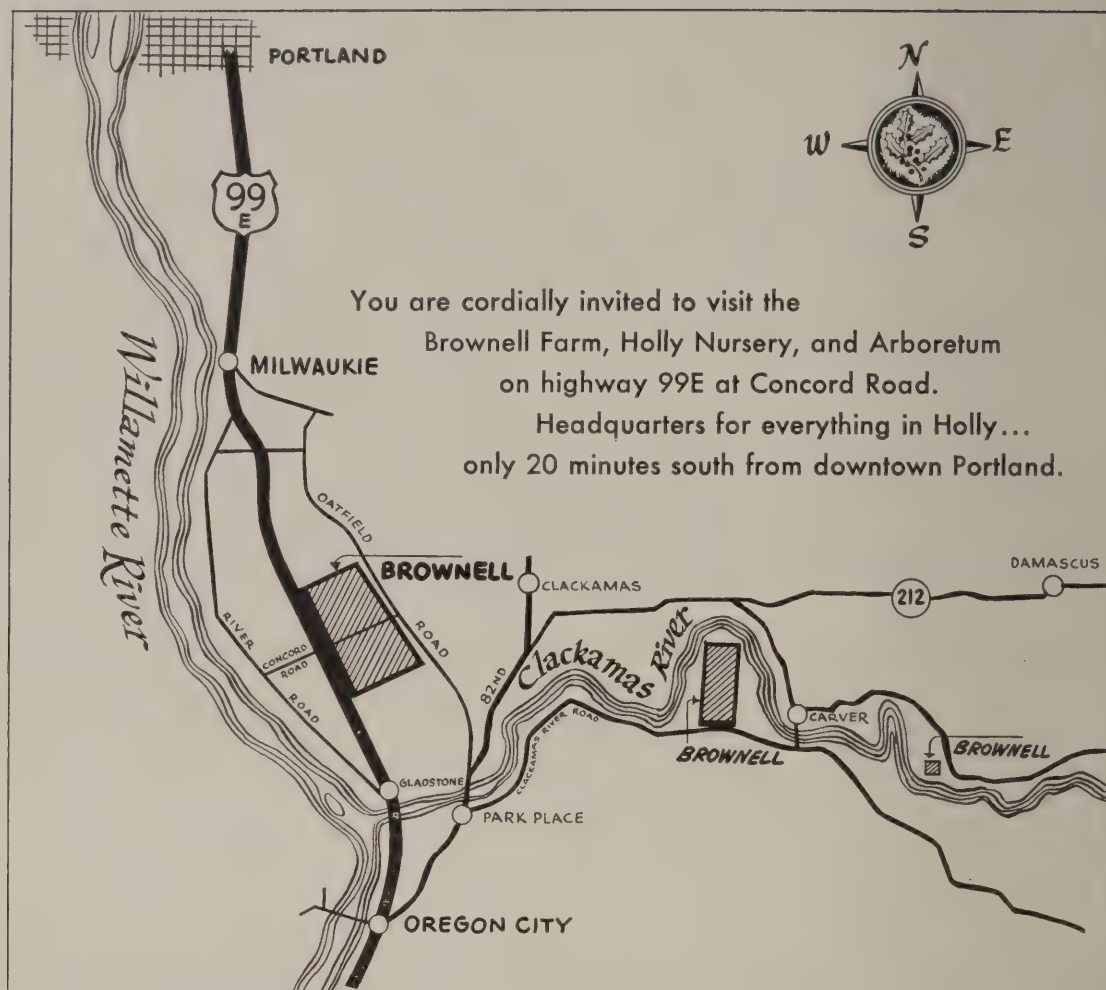 PORTLAND
N
W
E
S
99
E
You are cordially invited to visit the
Brownell Farm, Holly Nursery, and Arboretum
on highway 99E at Concord Road.
Headquarters for everything in Holly...
only 20 minutes south from downtown Portland.
MILWAUKIE
Willamette River
OATFIELD
ROAD
BROWNELL
CLACKAMAS
DAMASCUS
212
RIVER
ROAD
CONCORD
ROAD
82ND
Clackamas River
CLACKAMAS RIVER ROAD
BROWNELL
CARVER
BROWNELL
GLADSTONE
PARK PLACE
OREGON CITY